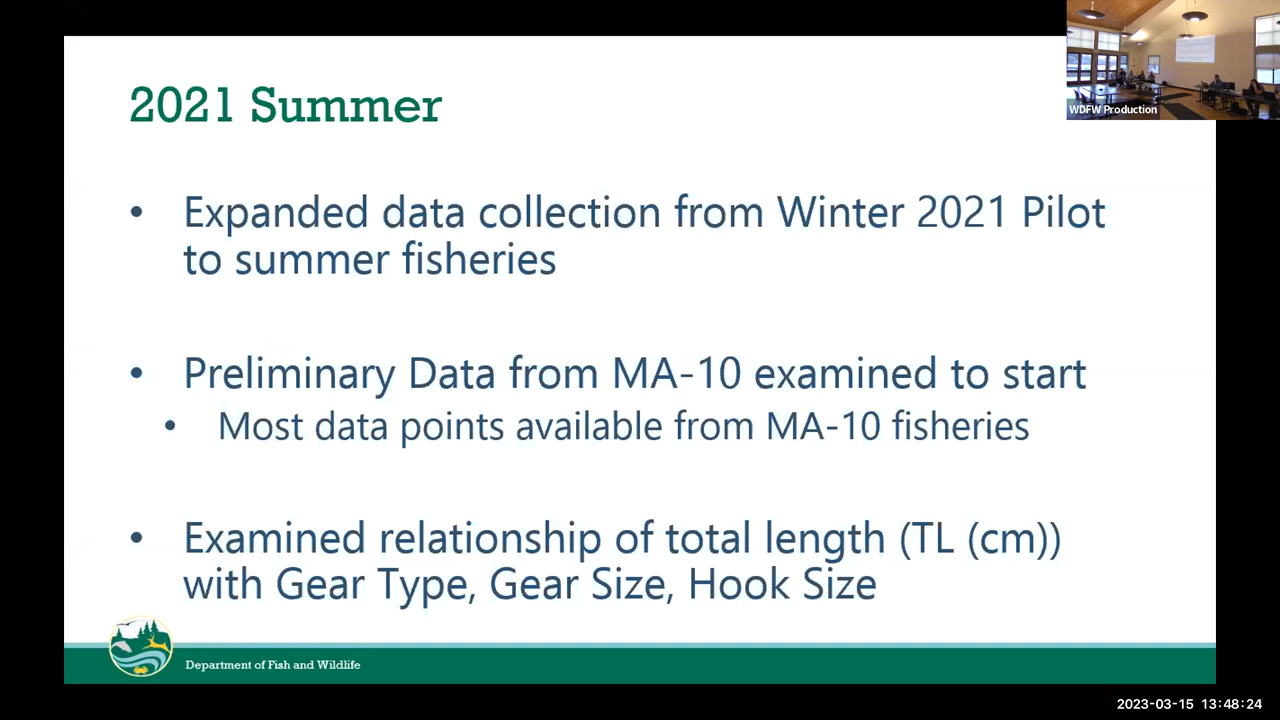 WDFW Production
2021 Summer
• Expanded data collection from Winter 2021 Pilot
to summer fisheries
• Preliminary Data from MA-10 examined to start
• Most data points available from MA-10 fisheries
• Examined relationship of total length (TL (cm))
with Gear Type, Gear Size, Hook Size
Department of Fish and Wildlife
2023-03-15 13:48:24